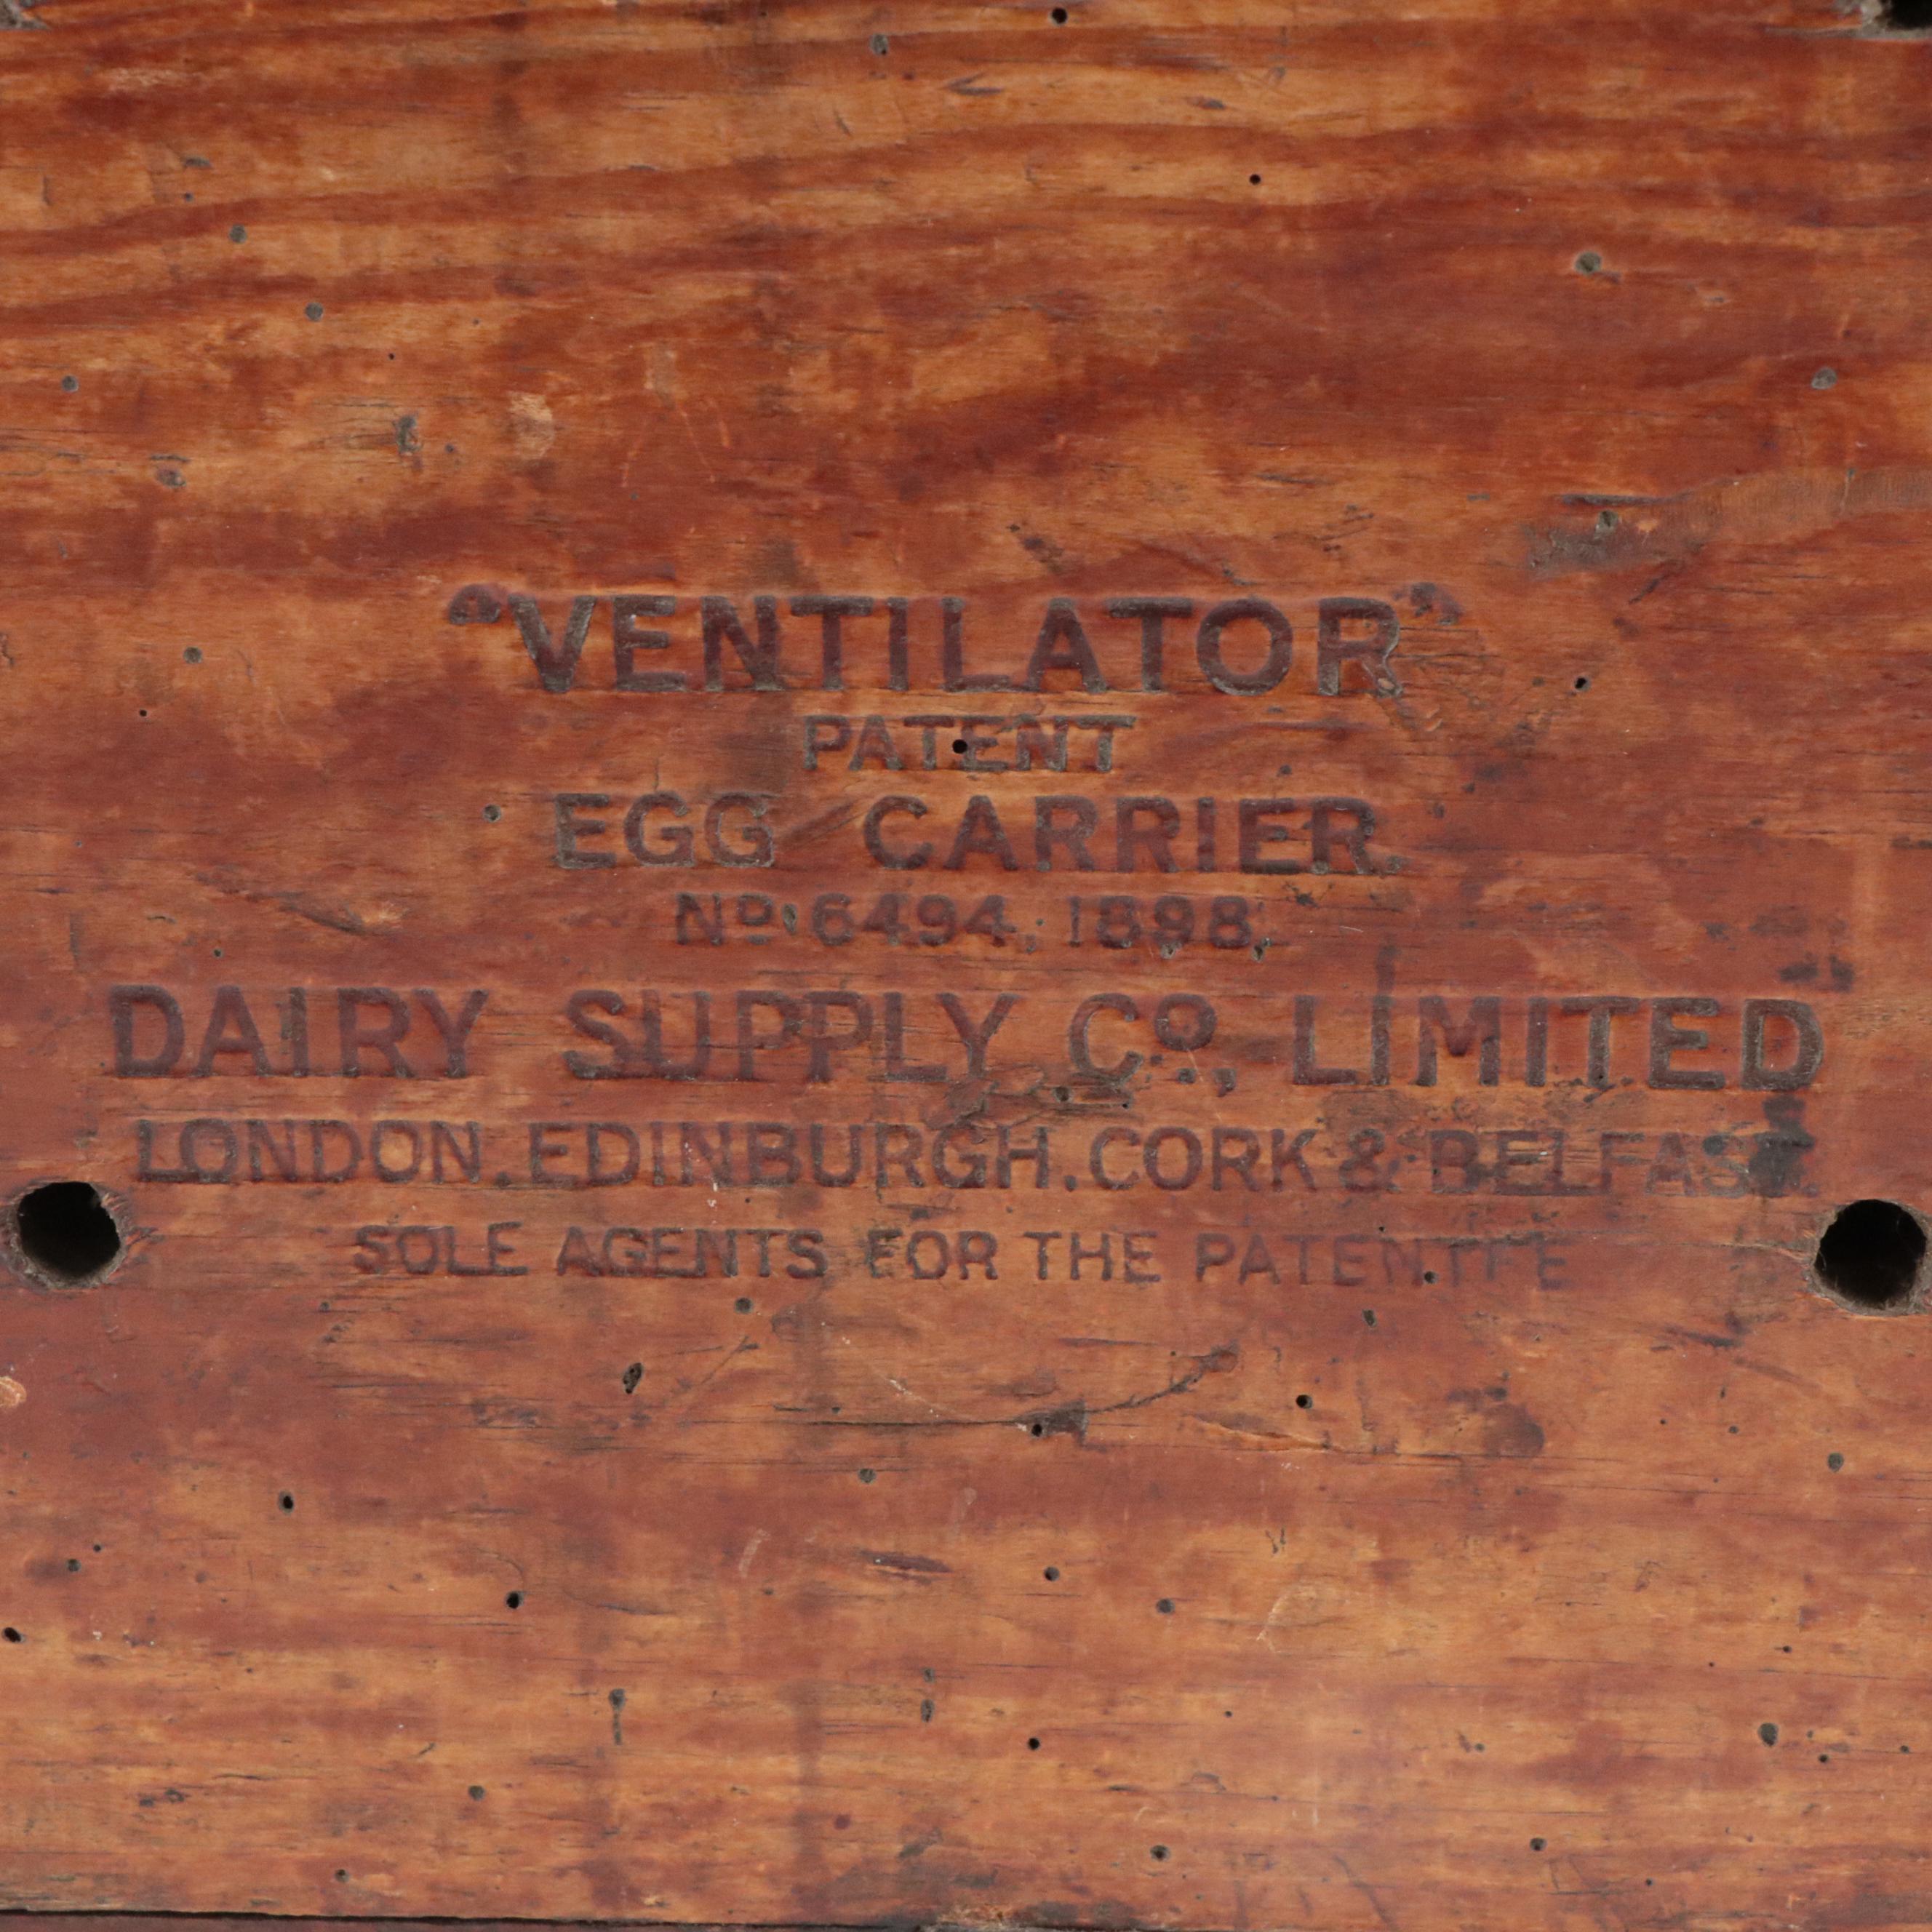 "VENTILATOR"
PATENT
EGG CARRIER.
Nº 6494, 1898.
DAIRY SUPPLY Cº, LIMITED
LONDON. EDINBURGH. CORK & BELFAST.
SOLE AGENTS FOR THE PATENTEE